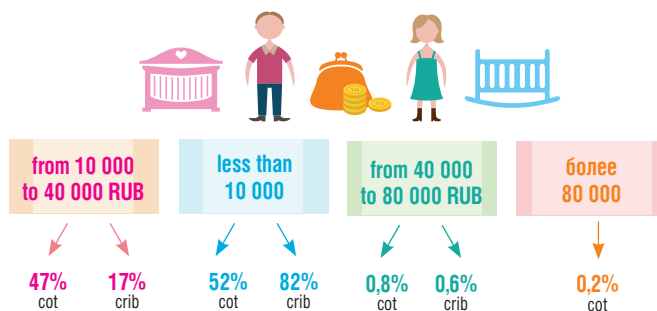 from 10 000
to 40 000 RUB
47%
cot
17%
crib
less than
10 000
52%
cot
82%
crib
from 40 000
to 80 000 RUB
0,8%
cot
0,6%
crib
более
80 000
0,2%
cot